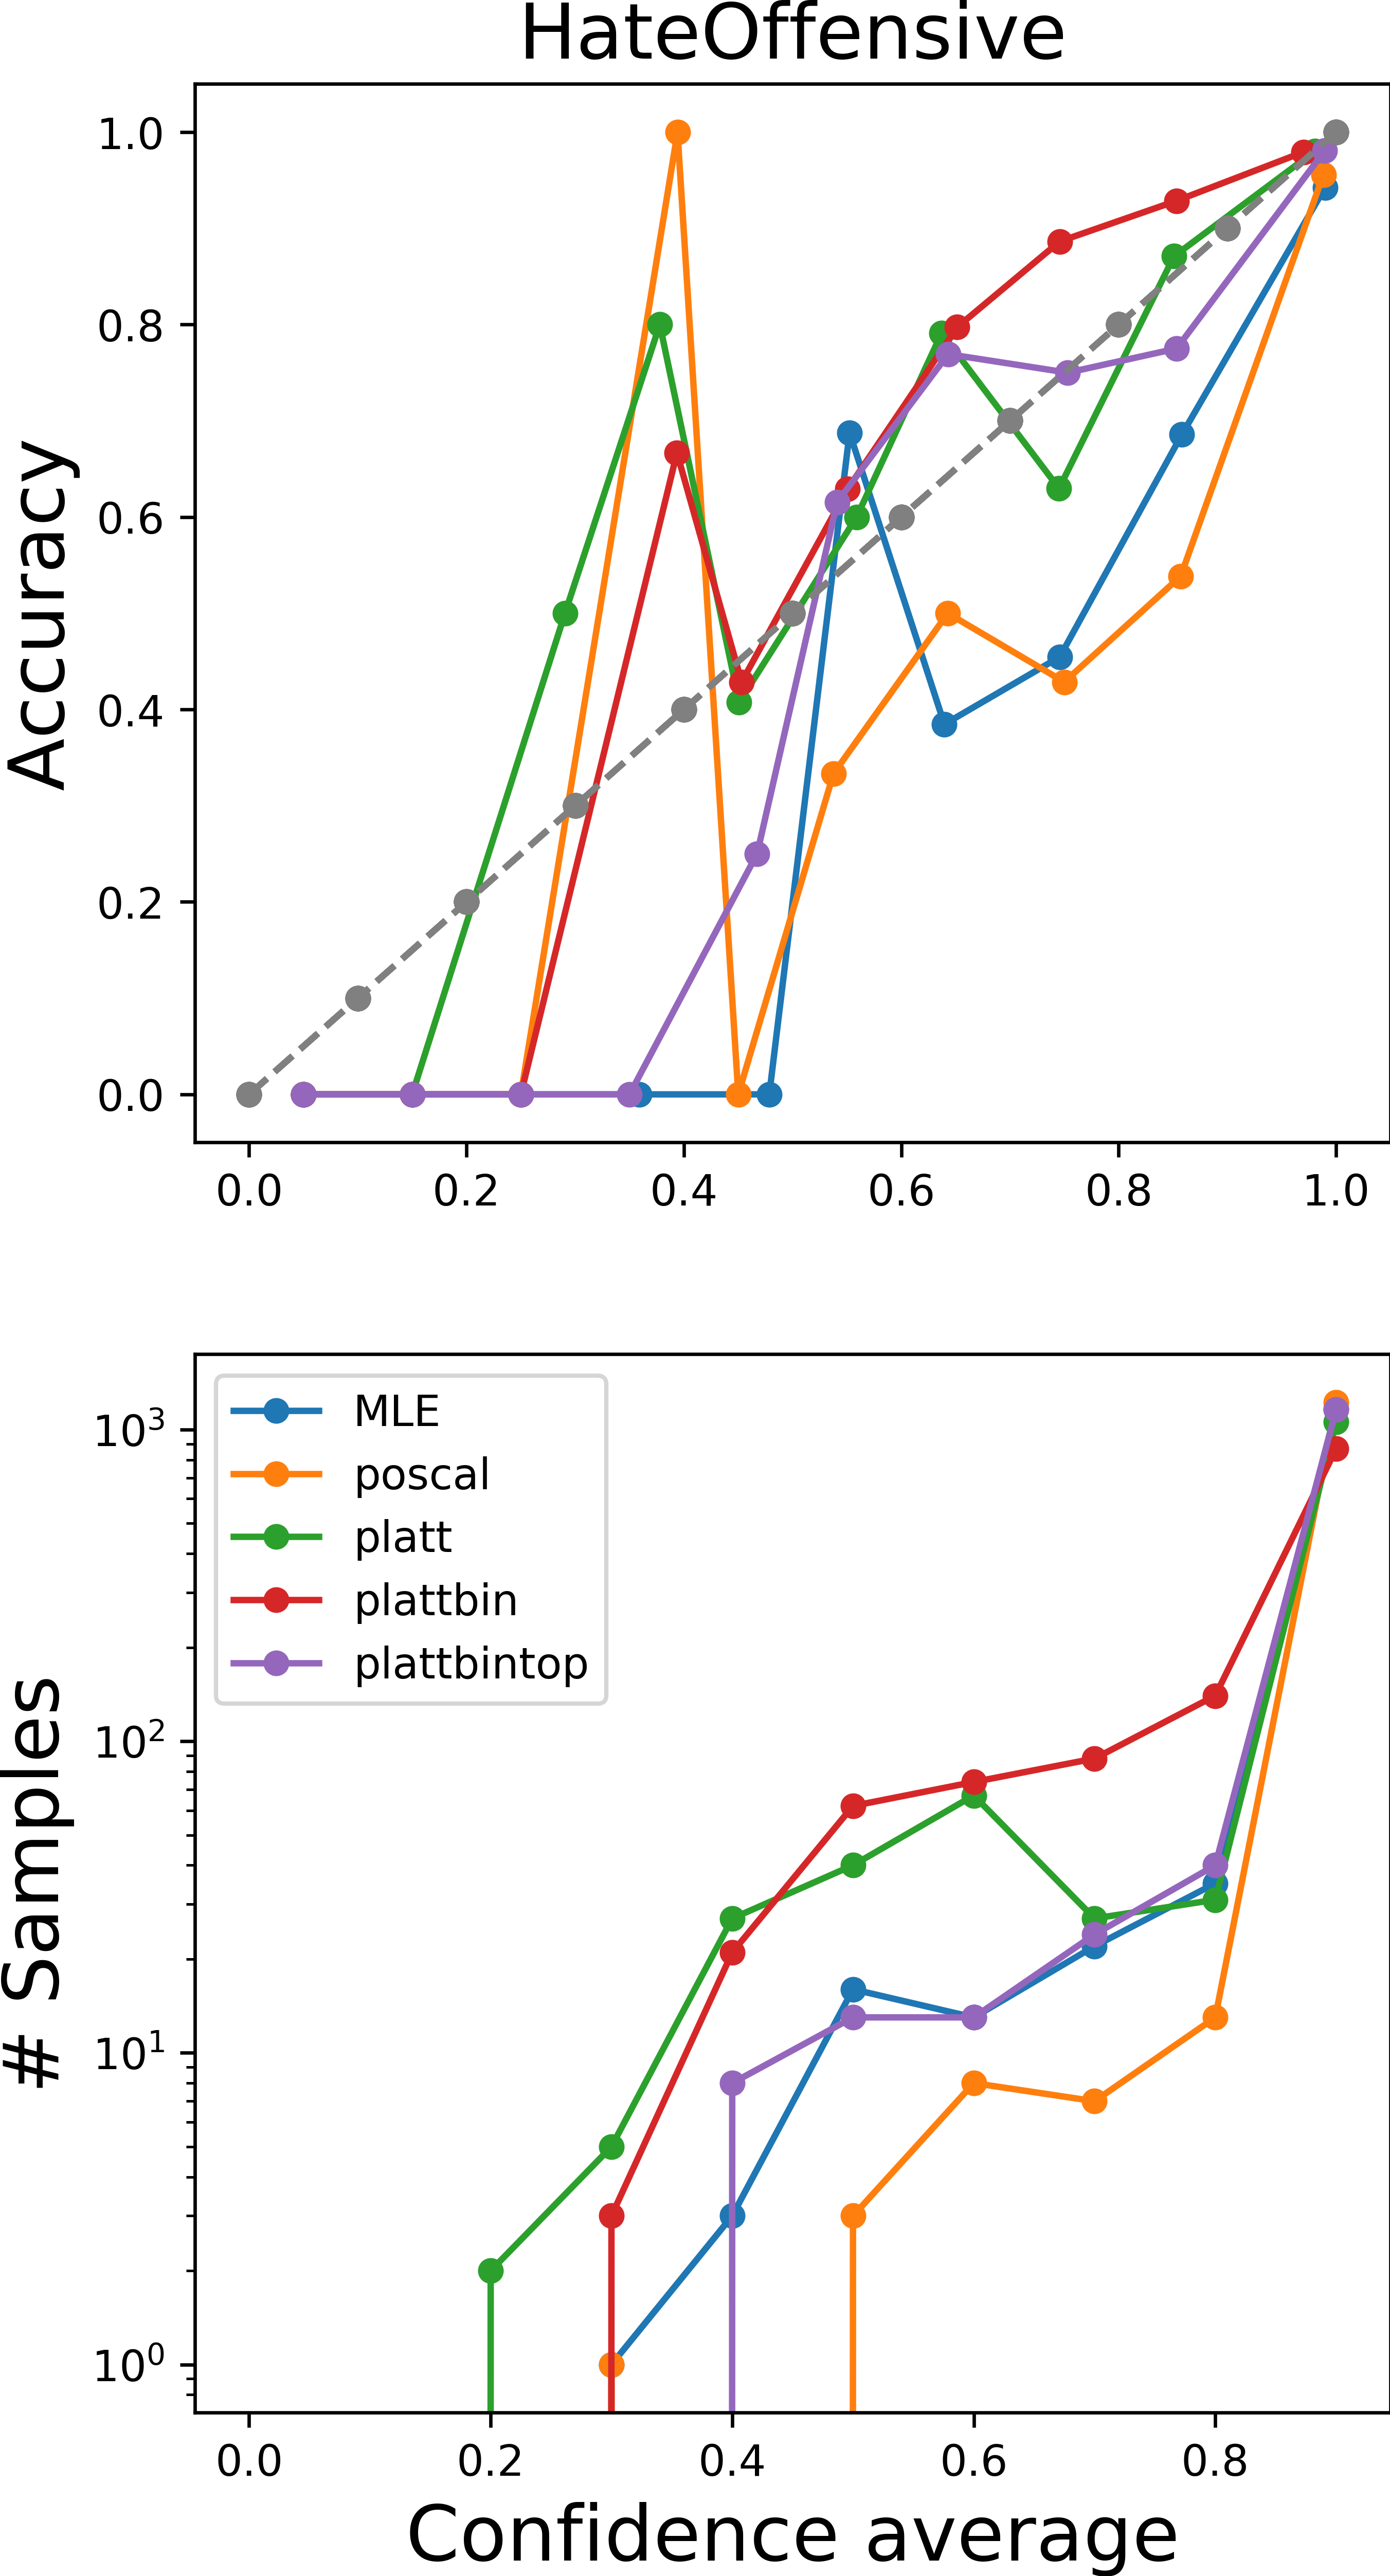 HateOffensive
Accuracy
1.0
0.8
0.6
0.4
0.2
0.0
0.0 0.2 0.4 0.6 0.8 1.0
# Samples
10³
10²
10¹
10⁰
MLE
poscal
platt
plattbin
plattbintop
0.0 0.2 0.4 0.6 0.8
Confidence average